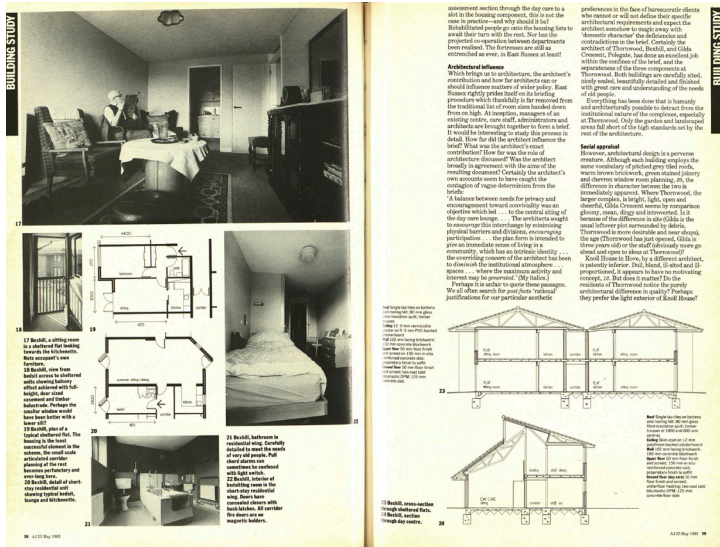 BUILDING STUDY
17
18
19
17 Bexhill, a sitting room
in a sheltered flat looking
towards the kitchenette.
Note occupant's own
furniture.
18 Bexhill, view from
bedsit across to sheltered
units showing balcony
effect achieved with full-
height, door sized
casement and timber
balustrade. Perhaps the
smaller window would
have been better with a
lower sill?
19 Bexhill, plan of a
typical sheltered flat. The
housing is the least
successful element in the
scheme, the small scale
articulated corridor
planning of the rest
becomes perfunctory and
over-long here.
20 Bexhill, detail of short-
stay residential unit
showing typical bedsit,
lounge and kitchenette.
bedroom
sitting
kitchen
corridor
common sitting / dining
bedsit
kitchen
corridor
20
21
21 Bexhill, bathroom in
residential wing. Carefully
detailed to meet the needs
of very old people. Pull
chord alarms can
sometimes be confused
with light switch.
22 Bexhill, interior of
bedsitting room in the
short-stay residential
wing. Doors have
concealed closers with
hush latches. All corridor
fire doors are on
magnetic holders.
22
58 AJ 25 May 1983
assessment section through the day care to a
slot in the housing component, this is not the
case in practice—and why should it be?
Rehabilitated people go onto the housing lists to
await their turn with the rest. Nor has the
projected co-operation between departments
been realised. The fortresses are still as
entrenched as ever, in East Sussex at least!
Architectural influence
Which brings us to architecture, the architect's
contribution and how far architects can or
should influence matters of wider policy. East
Sussex rightly prides itself on its briefing
procedure which thankfully is far removed from
the traditional list of room sizes handed down
from on high. At inception, managers of an
existing centre, care staff, administrators and
architects are brought together to form a brief.
It would be interesting to study this process in
detail. How far did the architect influence the
brief? What was the architect's exact
contribution? How far was the role of
architecture discussed? Was the architect
broadly in agreement with the aims of the
resulting document? Certainly the architect's
own accounts seem to have caught the
contagion of vague determinism from the
briefs:
'A balance between needs for privacy and
encouragement toward conviviality was an
objective which led . . . to the central siting of
the day care lounge. . . . The architects sought
to encourage this interchange by minimising
physical barriers and divisions, encouraging
participation . . . the plan form is intended to
give an immediate sense of living in a
community, which has an intrinsic identity . . .
the overriding concern of the architect has been
to diminish the institutional atmosphere . . .
spaces . . . where the maximum activity and
interest may be generated.' (My italics.)
Perhaps it is unfair to quote these passages.
We all often search for post facto 'rational'
justifications for our particular aesthetic
preferences in the face of bureaucratic clients
who cannot or will not define their specific
architectural requirements and expect the
architect somehow to magic away with
'domestic character' the deficiencies and
contradictions in the brief. Certainly the
architect of Thornwood, Bexhill, and Gilda
Crescent, Polegate, has done an excellent job
within the confines of the brief, and the
separateness of the three components at
Thornwood. Both buildings are carefully sited,
nicely scaled, beautifully detailed and finished
with great care and understanding of the needs
of old people.
Everything has been done that is humanly
and architecturally possible to detract from the
institutional nature of the complexes, especially
at Thornwood. Only the garden and landscaped
areas fall short of the high standards set by the
rest of the architecture.
Social appraisal
However, architectural design is a perverse
creature. Although each building employs the
same vocabulary of pitched grey tiled roofs,
warm brown brickwork, green stained joinery
and chevron window room planning, 20, the
difference in character between the two is
immediately apparent. Where Thornwood, the
larger complex, is bright, light, open and
cheerful, Gilda Crescent seems by comparison
gloomy, mean, dingy and introverted. Is it
because of the difference in site (Gilda is the
usual leftover plot surrounded by debris,
Thornwood is more desirable and near shops),
the age (Thornwood has just opened, Gilda is
three years old) or the staff (obviously more go
ahead and open to ideas at Thornwood)?
Knoll House in Hove, by a different architect,
is patently inferior. Dull, bland, ill-sited and ill-
proportioned, it appears to have no motivating
concept, 13. But does it matter? Do the
residents of Thornwood notice the purely
architectural difference in quality? Perhaps
they prefer the light exterior of Knoll House?
BUILDING STUDY
23
23 Bexhill, cross-section
through sheltered flats.
24 Bexhill, section
through day centre.
24
AJ 25 May 1983 59